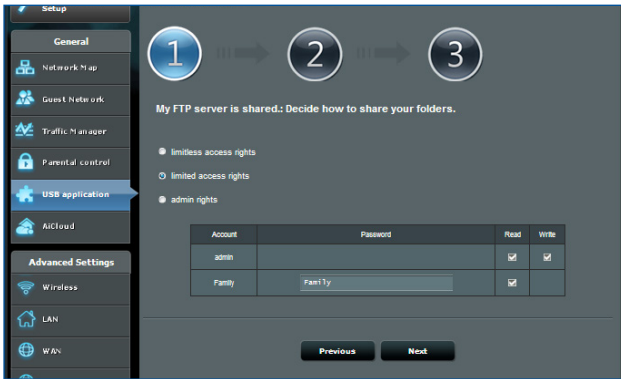 Setup
General
Network Map
Guest Network
Traffic Manager
Parental control
USB application
AiCloud
Advanced Settings
Wireless
LAN
WAN
1 2 3
My FTP server is shared.: Decide how to share your folders.
limitless access rights
limited access rights
admin rights
Account Password Read Write
admin
Family Family
Previous Next